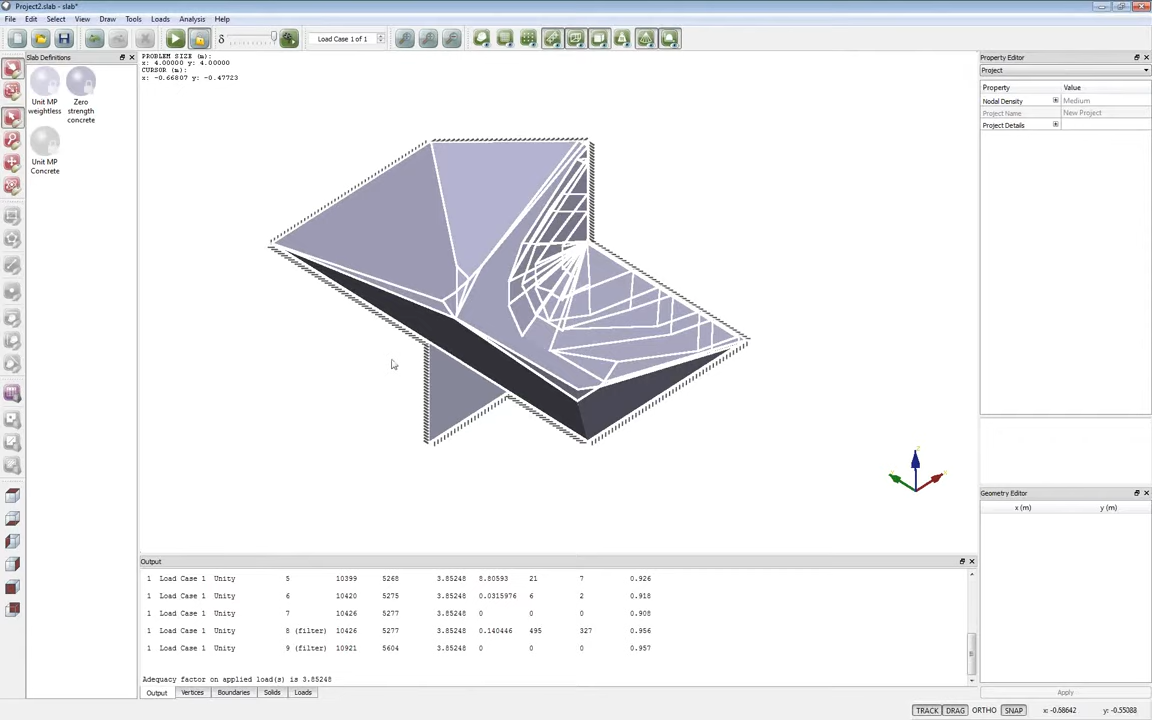 Project2.slab - slab*
File Edit Select View Draw Tools Loads Analysis Help
δ Load Case 1 of 1
Slab Definitions
Unit MP weightless
Zero strength concrete
Unit MP Concrete
PROBLEM SIZE (m):
x: 4.00000 y: 4.00000
CURSOR (m):
x: -0.66807 y: -0.47723
Property Editor
Project
Property Value
Nodal Density Medium
Project Name New Project
Project Details
Geometry Editor
x (m) y (m)
Apply
Output
1 Load Case 1 Unity 5 10399 5268 3.85248 8.80593 21 7 0.926
1 Load Case 1 Unity 6 10420 5275 3.85248 0.0315976 6 2 0.918
1 Load Case 1 Unity 7 10426 5277 3.85248 0 0 0 0.908
1 Load Case 1 Unity 8 (filter) 10426 5277 3.85248 0.140446 495 327 0.956
1 Load Case 1 Unity 9 (filter) 10921 5604 3.85248 0 0 0 0.957
Adequacy factor on applied load(s) is 3.85248
Output Vertices Boundaries Solids Loads
TRACK DRAG ORTHO SNAP x: -0.58642 y: -0.55088